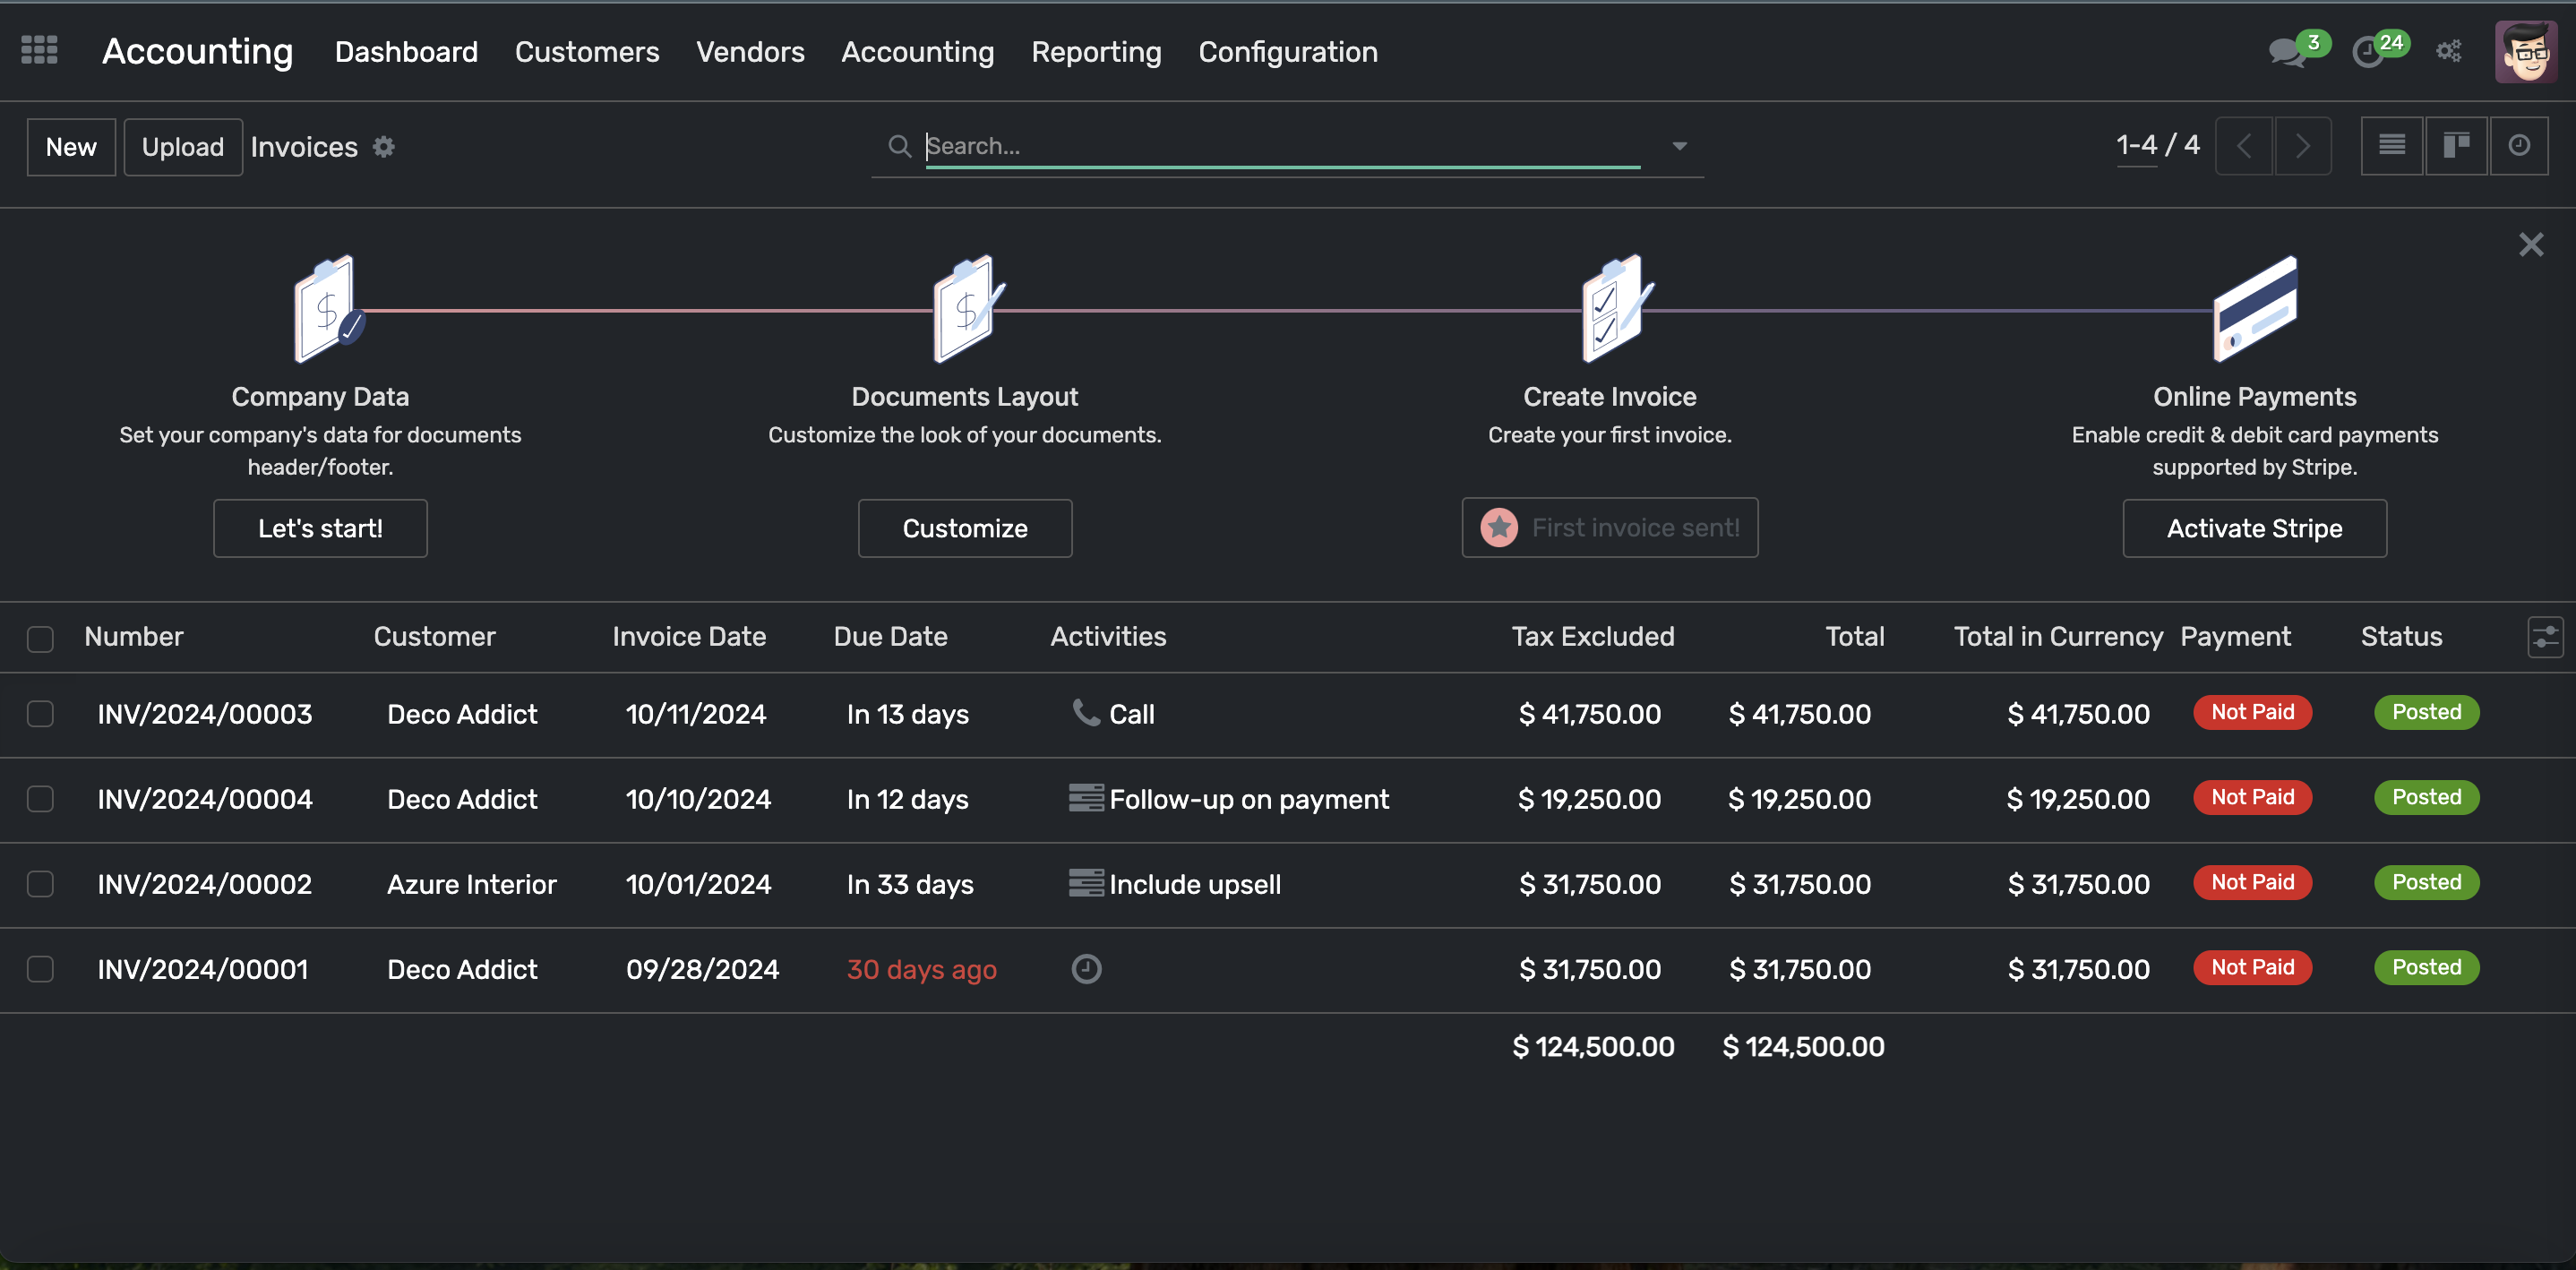 Accounting Dashboard Customers Vendors Accounting Reporting Configuration 3 24
New Upload Invoices Search... 1-4 / 4
Company Data
Set your company's data for documents
header/footer.
Let's start!
Documents Layout
Customize the look of your documents.
Customize
Create Invoice
Create your first invoice.
First invoice sent!
Online Payments
Enable credit & debit card payments
supported by Stripe.
Activate Stripe
Number Customer Invoice Date Due Date Activities Tax Excluded Total Total in Currency Payment Status
INV/2024/00003 Deco Addict 10/11/2024 In 13 days Call $ 41,750.00 $ 41,750.00 $ 41,750.00 Not Paid Posted
INV/2024/00004 Deco Addict 10/10/2024 In 12 days Follow-up on payment $ 19,250.00 $ 19,250.00 $ 19,250.00 Not Paid Posted
INV/2024/00002 Azure Interior 10/01/2024 In 33 days Include upsell $ 31,750.00 $ 31,750.00 $ 31,750.00 Not Paid Posted
INV/2024/00001 Deco Addict 09/28/2024 30 days ago $ 31,750.00 $ 31,750.00 $ 31,750.00 Not Paid Posted
$ 124,500.00 $ 124,500.00